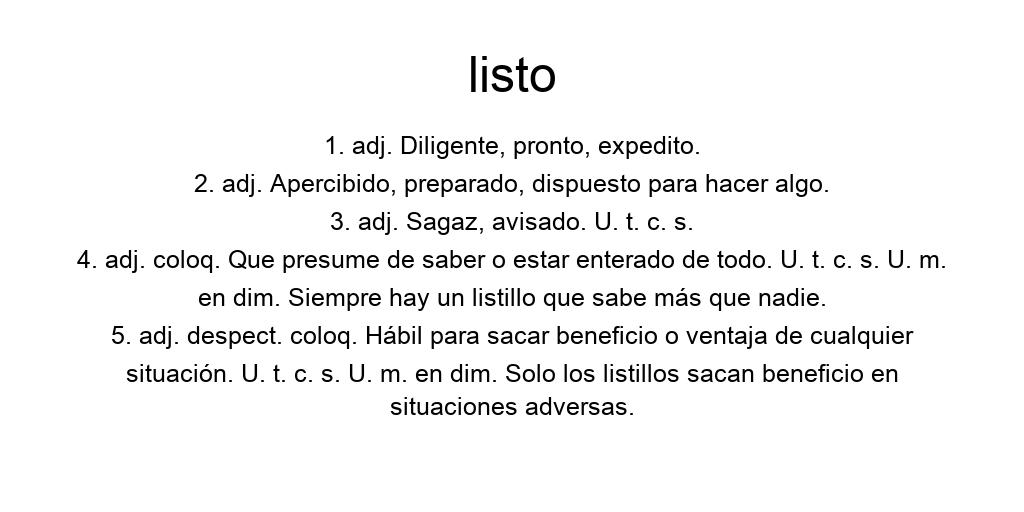 listo
1. adj. Diligente, pronto, expedito.
2. adj. Apercibido, preparado, dispuesto para hacer algo.
3. adj. Sagaz, avisado. U. t. c. s.
4. adj. coloq. Que presume de saber o estar enterado de todo. U. t. c. s. U. m.
en dim. Siempre hay un listillo que sabe más que nadie.
5. adj. despect. coloq. Hábil para sacar beneficio o ventaja de cualquier
situación. U. t. c. s. U. m. en dim. Solo los listillos sacan beneficio en
situaciones adversas.